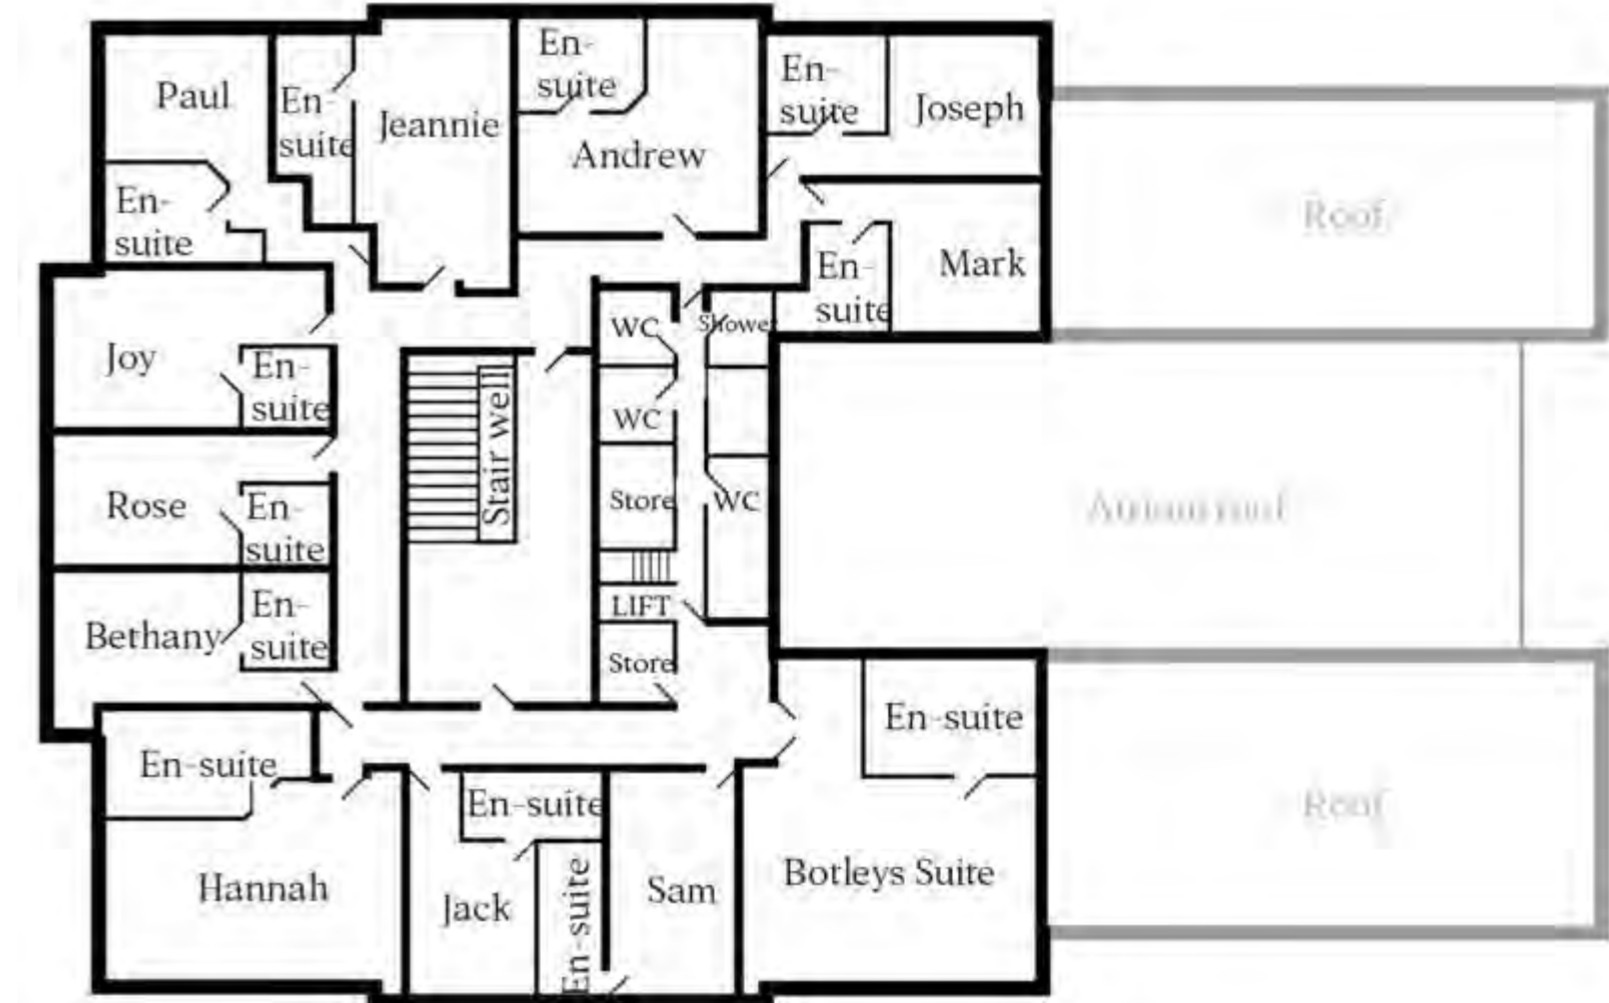 Paul
En-
suite
Jeannie
En-
suite
Andrew
En-
suite
Joseph
En-
suite
Roof
En-
suite
Mark
En-
suite
WC
Shower
Joy
En-
suite
Stair well
WC
Rose
En-
suite
Store
WC
Atrium roof
Bethany
En-
suite
LIFT
Store
En-suite
En-suite
En-suite
Roof
Hannah
Jack
En-suite
Sam
Botleys Suite